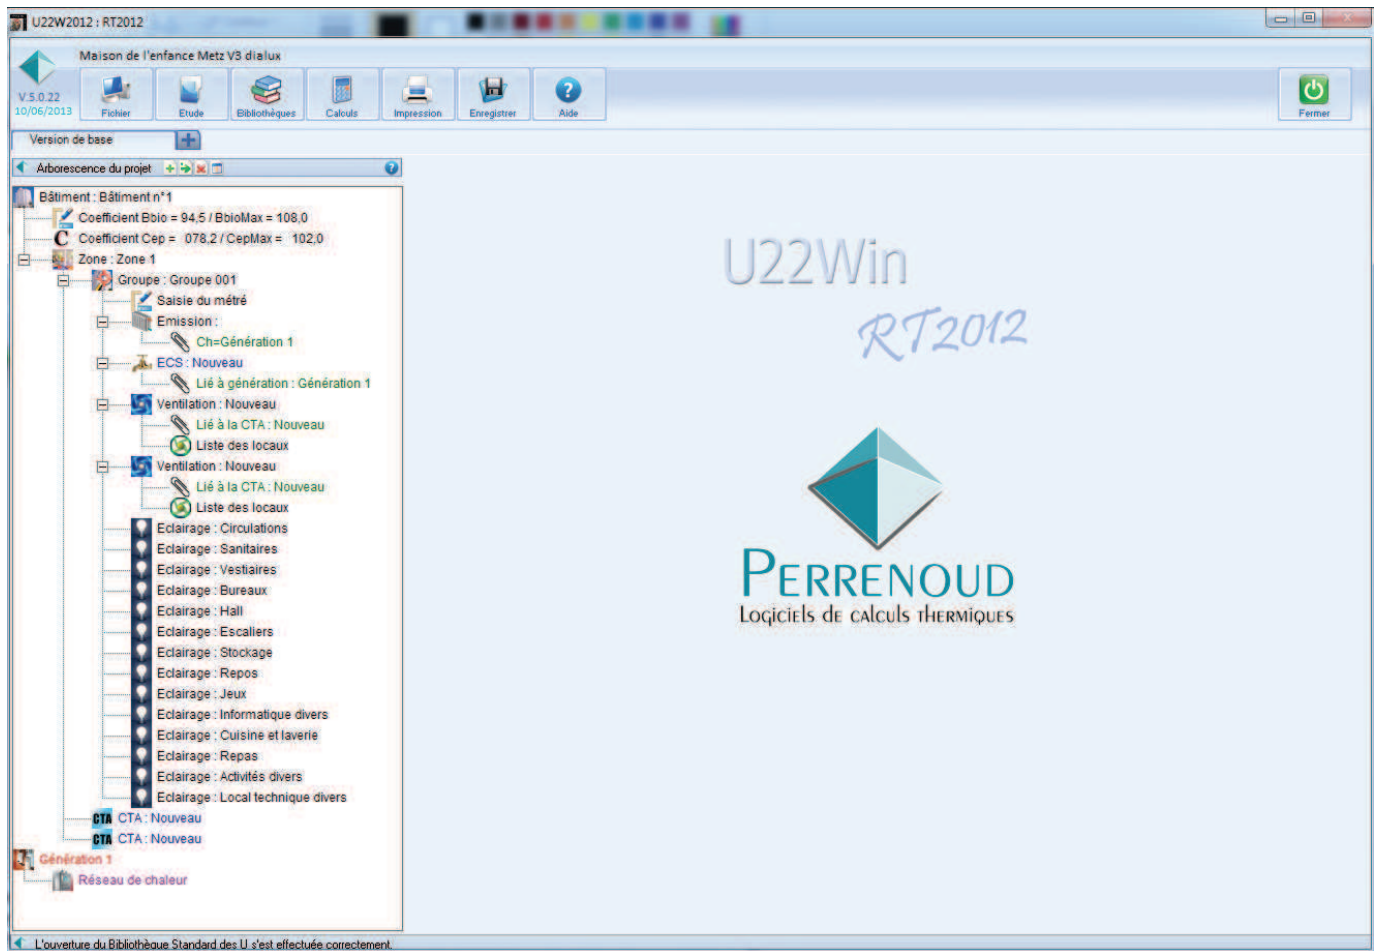 U22W2012 : RT2012
Maison de l'enfance Metz V3 dialux
V.5.0.22
10/06/2013
Fichier
Etude
Bibliothèques
Calculs
Impression
Enregistrer
Aide
Fermer
Version de base
Arborescence du projet
Bâtiment : Bâtiment n°1
Coefficient Bbio = 94,5 / BbioMax = 108,0
C Coefficient Cep = 078,2 / CepMax = 102,0
Zone : Zone 1
Groupe : Groupe 001
Saisie du métré
Emission :
Ch=Génération 1
ECS : Nouveau
Lié à génération : Génération 1
Ventilation : Nouveau
Lié à la CTA : Nouveau
Liste des locaux
Ventilation : Nouveau
Lié à la CTA : Nouveau
Liste des locaux
Eclairage : Circulations
Eclairage : Sanitaires
Eclairage : Vestiaires
Eclairage : Bureaux
Eclairage : Hall
Eclairage : Escaliers
Eclairage : Stockage
Eclairage : Repos
Eclairage : Jeux
Eclairage : Informatique divers
Eclairage : Cuisine et laverie
Eclairage : Repas
Eclairage : Activités divers
Eclairage : Local technique divers
CTA CTA : Nouveau
CTA CTA : Nouveau
Génération 1
Réseau de chaleur
L'ouverture du Bibliothèque Standard des U s'est effectuée correctement.
U22Win
RT2012
PERRENOUD
Logiciels de calculs thermiques